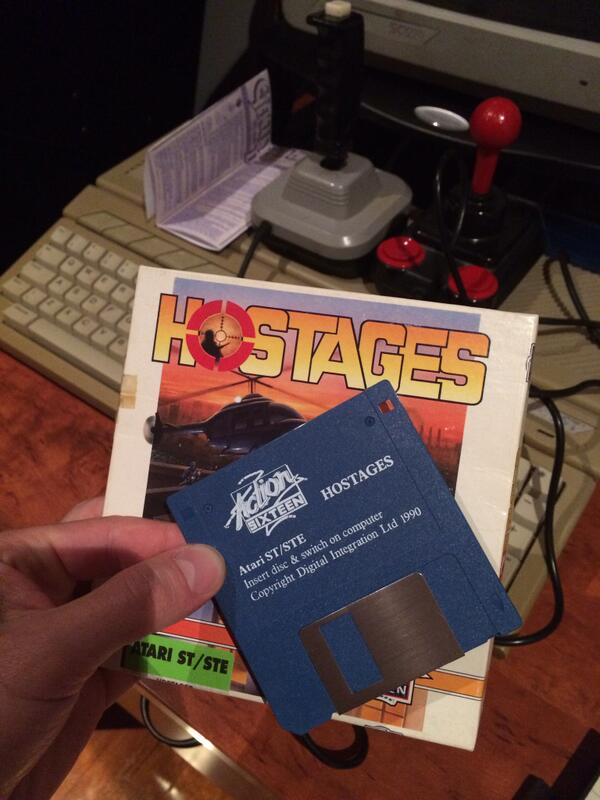 HOSTAGES
Action
SIXTEEN
HOSTAGES
Atari ST/STE
Insert disc & switch on computer
Copyright Digital Integration Ltd 1990
ATARI ST/STE